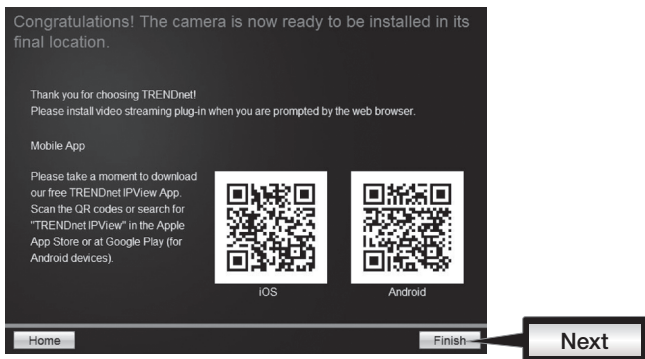 Congratulations! The camera is now ready to be installed in its
final location.
Thank you for choosing TRENDnet!
Please install video streaming plug-in when you are prompted by the web browser.
Mobile App
Please take a moment to download
our free TRENDnet IPView App.
Scan the QR codes or search for
"TRENDnet IPView" in the Apple
App Store or at Google Play (for
Android devices).
iOS
Android
Home
Finish
Next